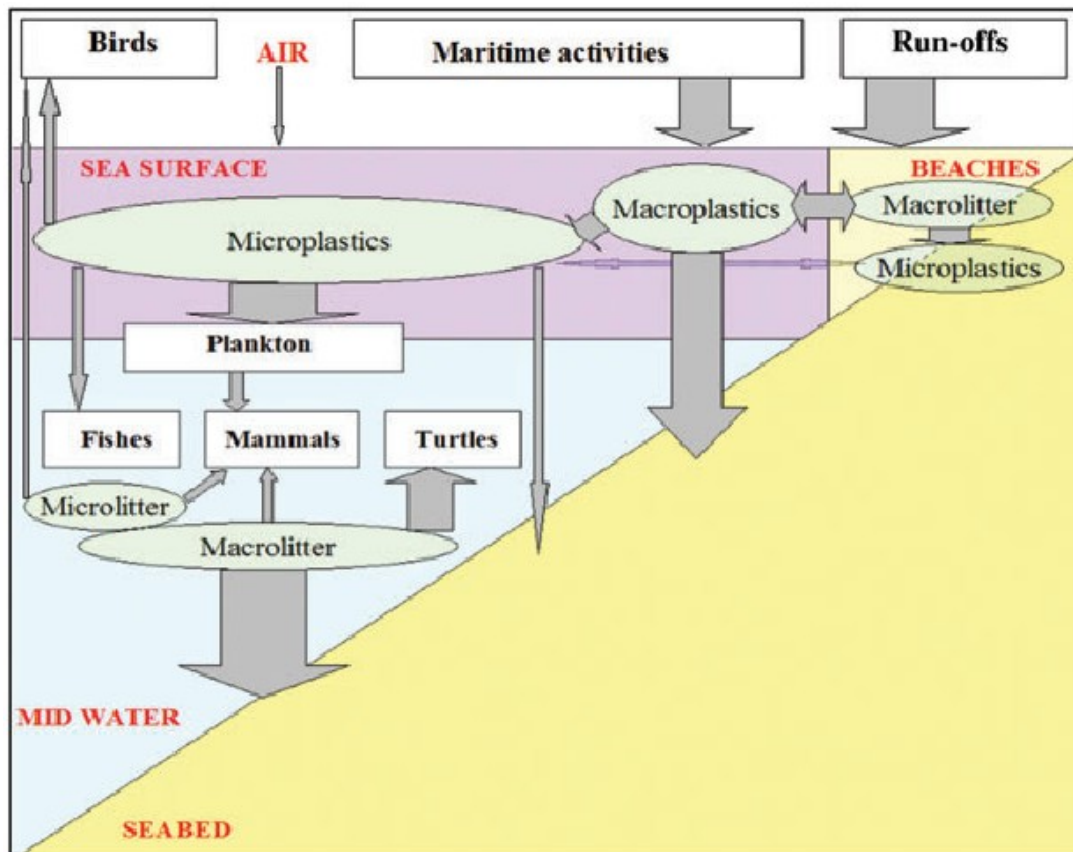 Birds
AIR
Maritime activities
Run-offs
SEA SURFACE
BEACHES
Macroplastics
Macrolitter
Microplastics
Microplastics
Plankton
Fishes
Mammals
Turtles
Microlitter
Macrolitter
MID WATER
SEABED